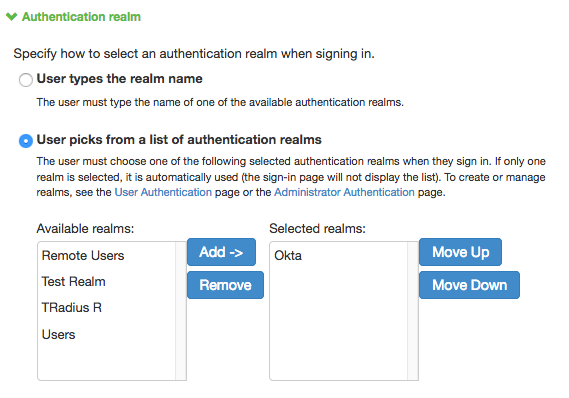 Authentication realm
Specify how to select an authentication realm when signing in.
User types the realm name
The user must type the name of one of the available authentication realms.
User picks from a list of authentication realms
The user must choose one of the following selected authentication realms when they sign in. If only one
realm is selected, it is automatically used (the sign-in page will not display the list). To create or manage
realms, see the User Authentication page or the Administrator Authentication page.
Available realms:
Remote Users
Test Realm
TRadius R
Users
Add ->
Remove
Selected realms:
Okta
Move Up
Move Down